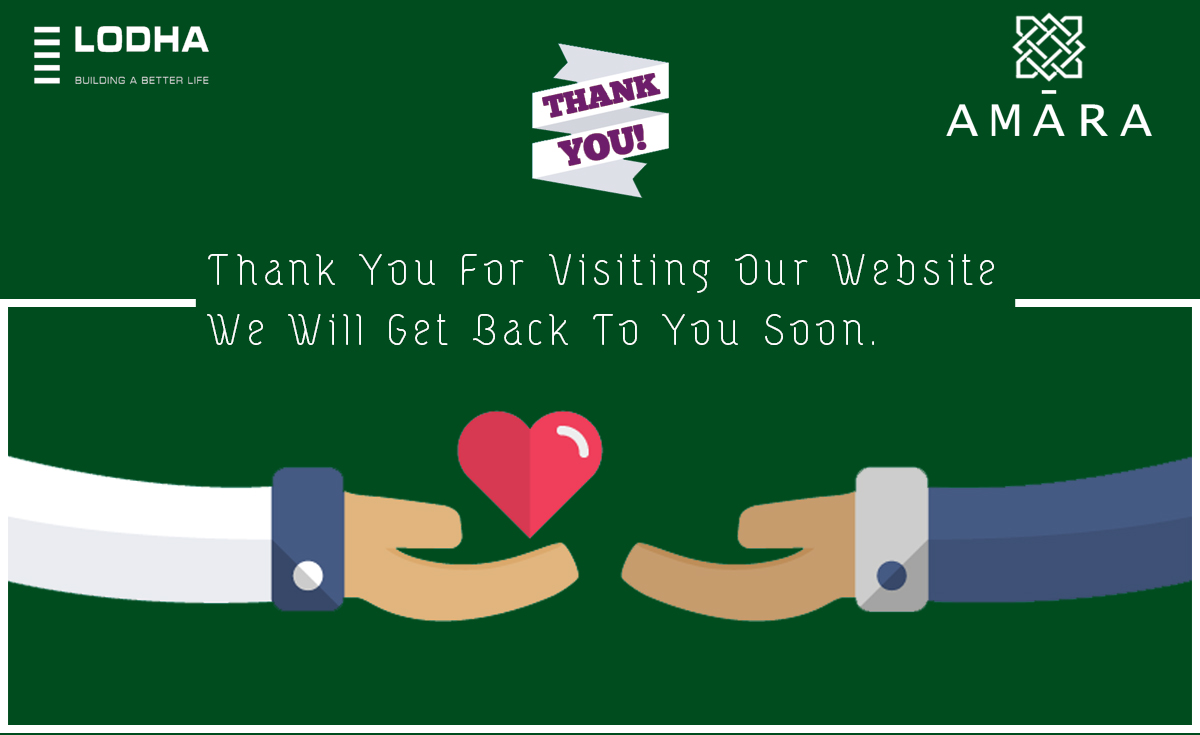 LODHA
BUILDING A BETTER LIFE
THANK
YOU!
AMĀRA
Thank You For Visiting Our Website
We Will Get Back To You Soon.